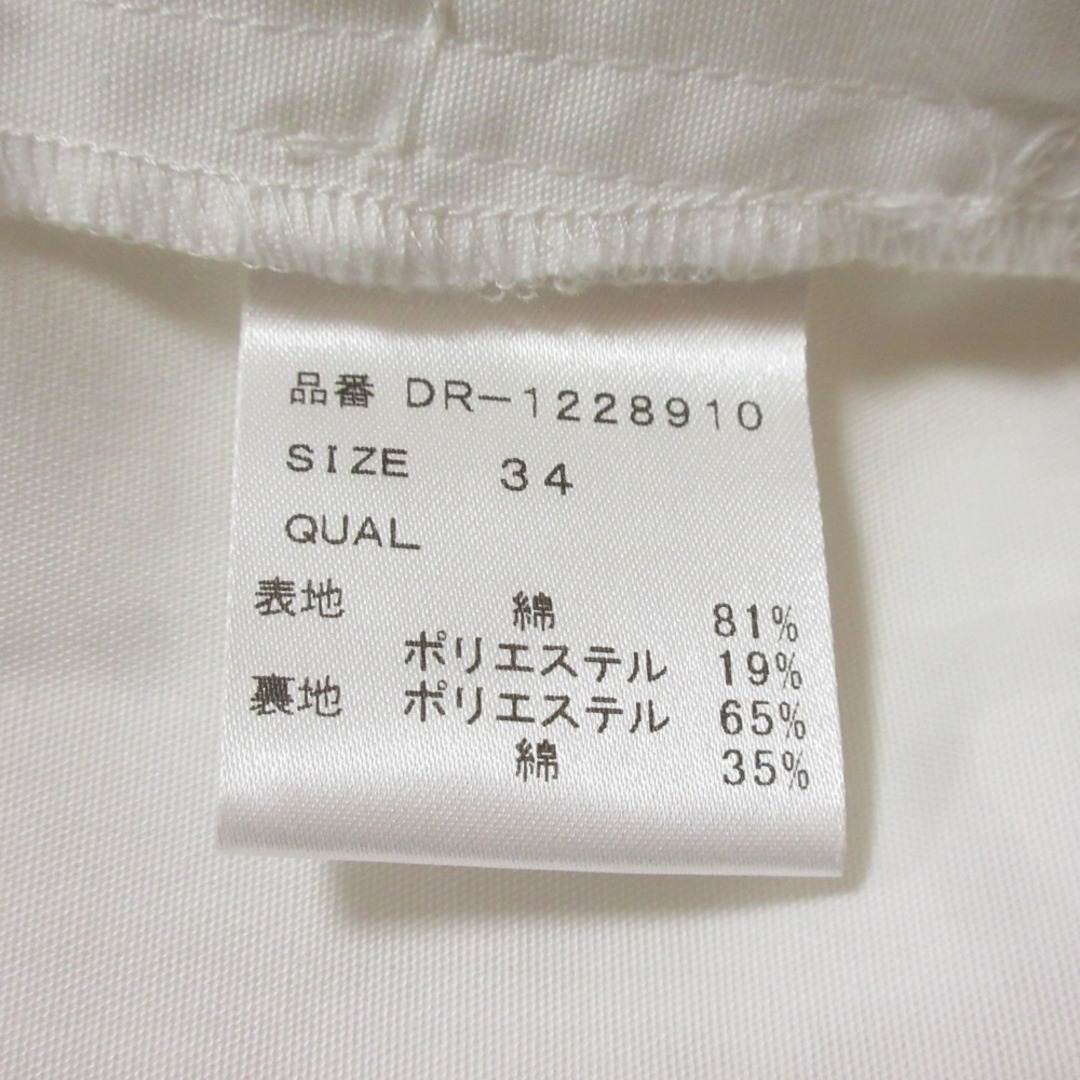 品番 DR-1228910
SIZE 34
QUAL
表地 綿 81%
ポリエステル 19%
裏地 ポリエステル 65%
綿 35%